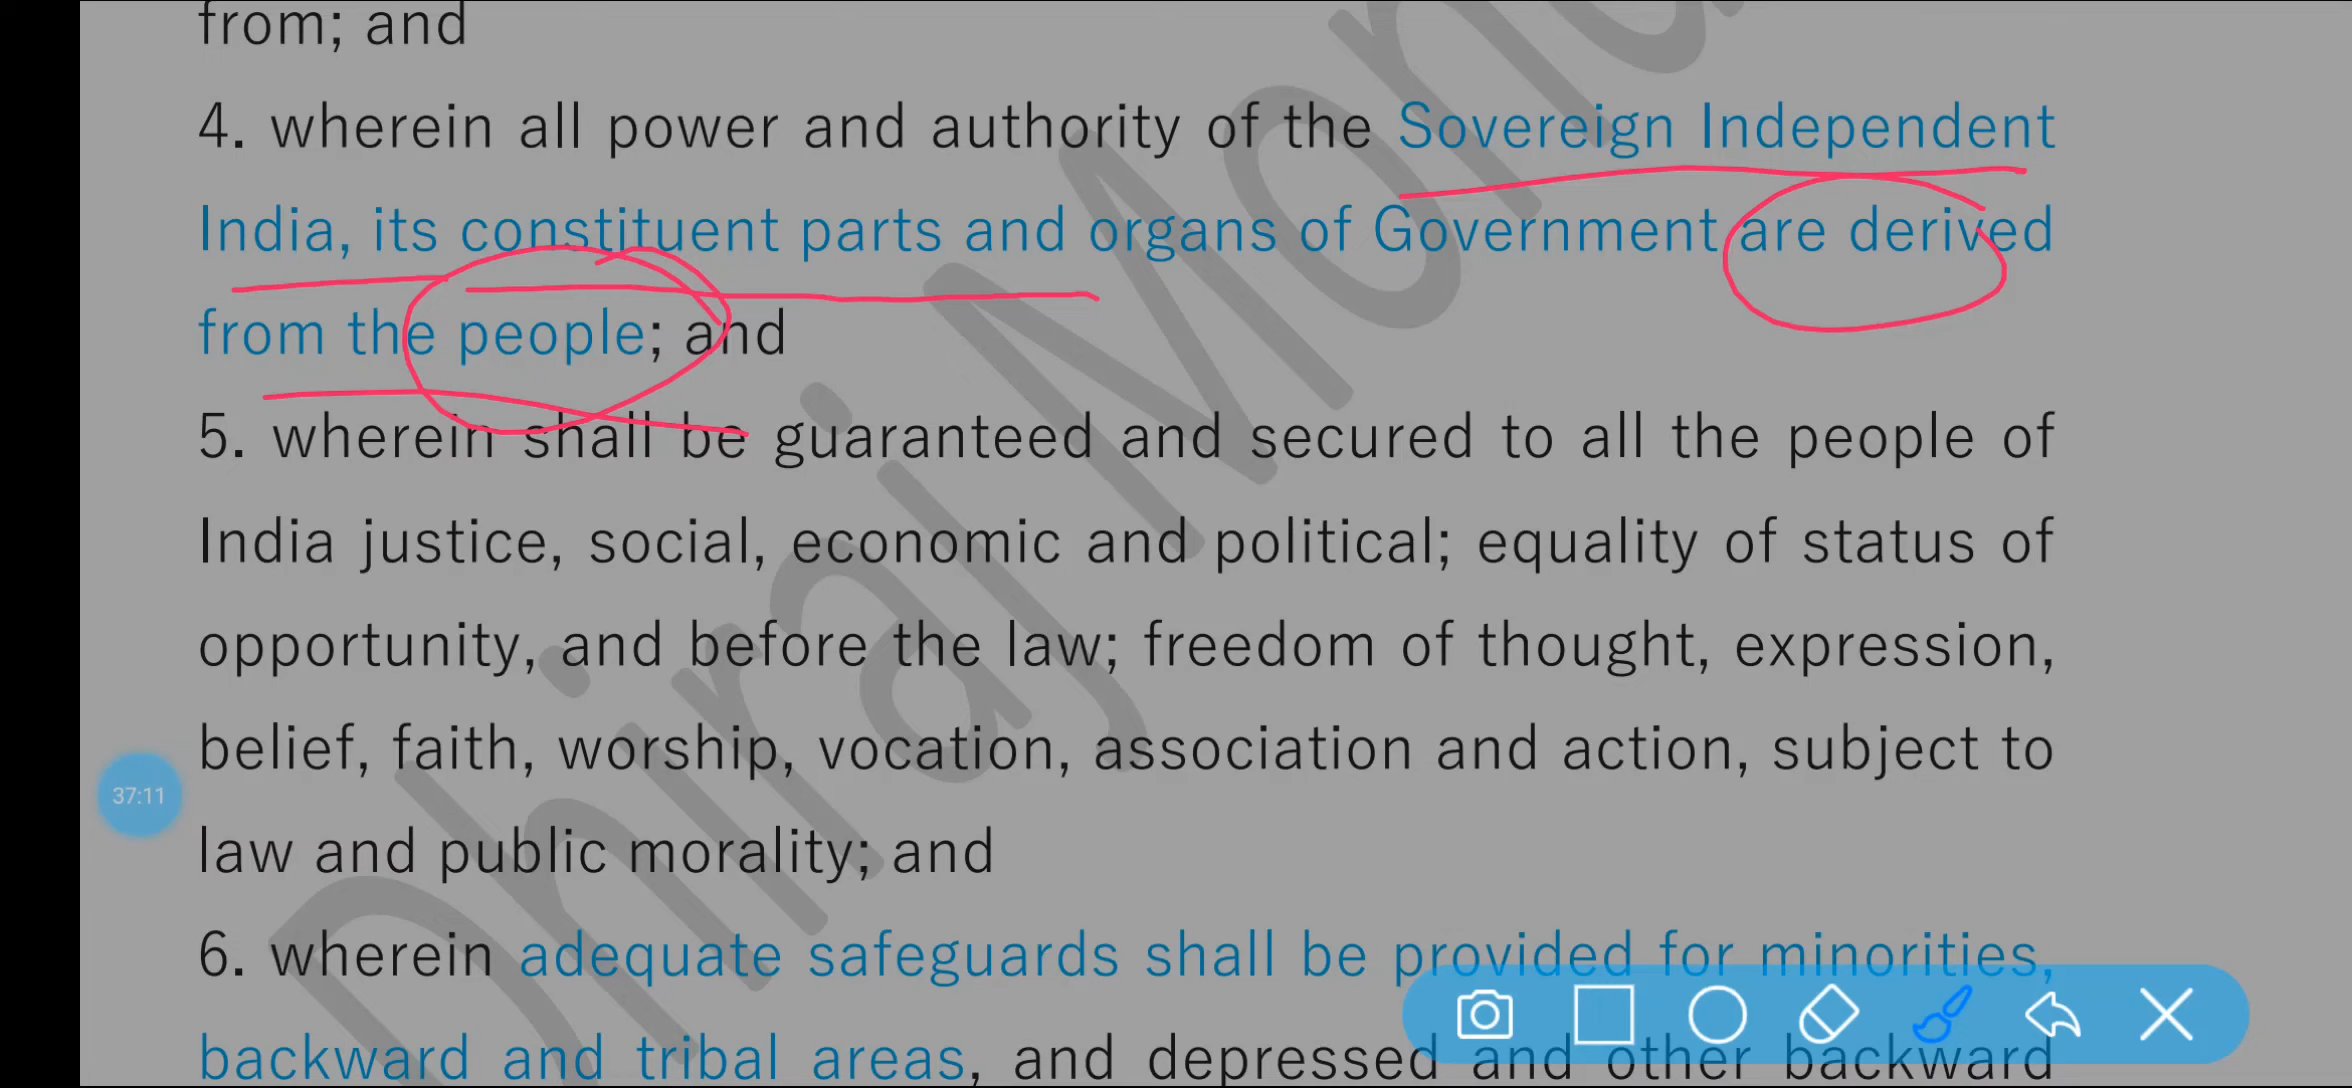 from; and
4. wherein all power and authority of the Sovereign Independent
India, its constituent parts and organs of Government are derived
from the people; and
5. wherein shall be guaranteed and secured to all the people of
India justice, social, economic and political; equality of status of
opportunity, and before the law; freedom of thought, expression,
belief, faith, worship, vocation, association and action, subject to
37:11
law and public morality; and
6. wherein adequate safeguards shall be provided for minorities,
backward and tribal areas, and depressed and other backward
Dhiraj